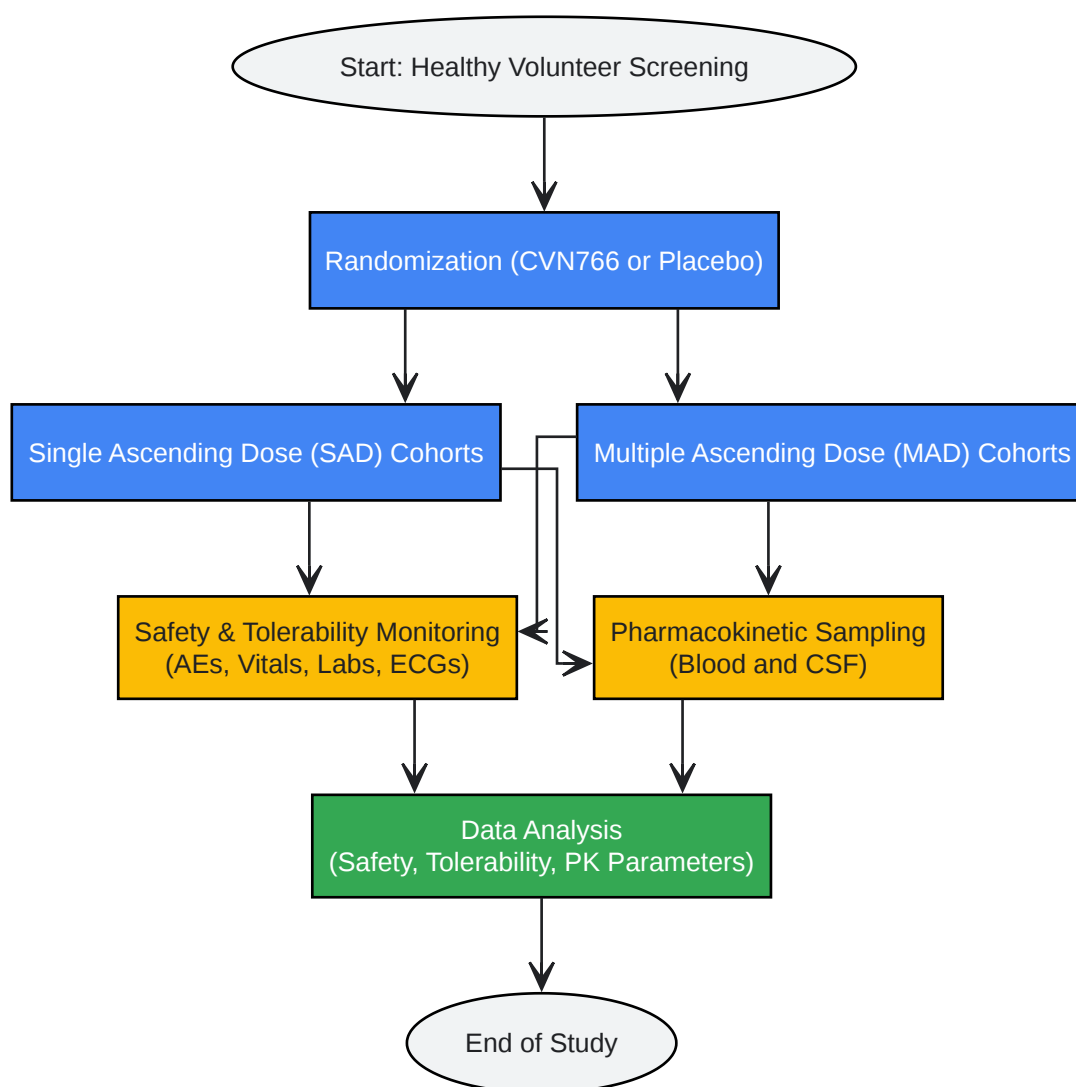 Start: Healthy Volunteer Screening
Randomization (CVN766 or Placebo)
Single Ascending Dose (SAD) Cohorts
Multiple Ascending Dose (MAD) Cohorts
Safety & Tolerability Monitoring
(AEs, Vitals, Labs, ECGs)
Pharmacokinetic Sampling
(Blood and CSF)
Data Analysis
(Safety, Tolerability, PK Parameters)
End of Study